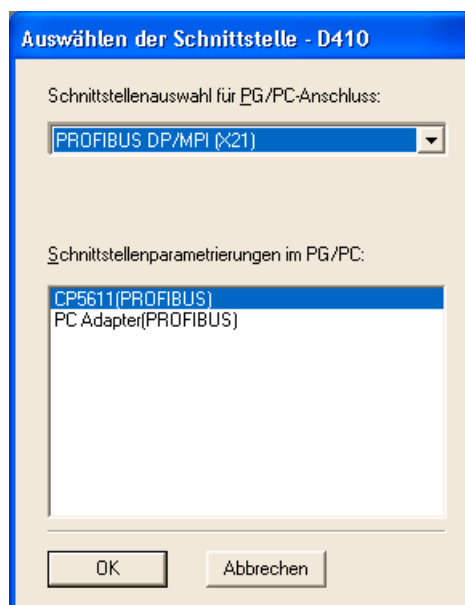 Auswählen der Schnittstelle - D410
Schnittstellenauswahl für PG/PC-Anschluss:
PROFIBUS DP/MPI (X21)
Schnittstellenparametrierungen im PG/PC:
CP5611(PROFIBUS)
PC Adapter(PROFIBUS)
OK
Abbrechen